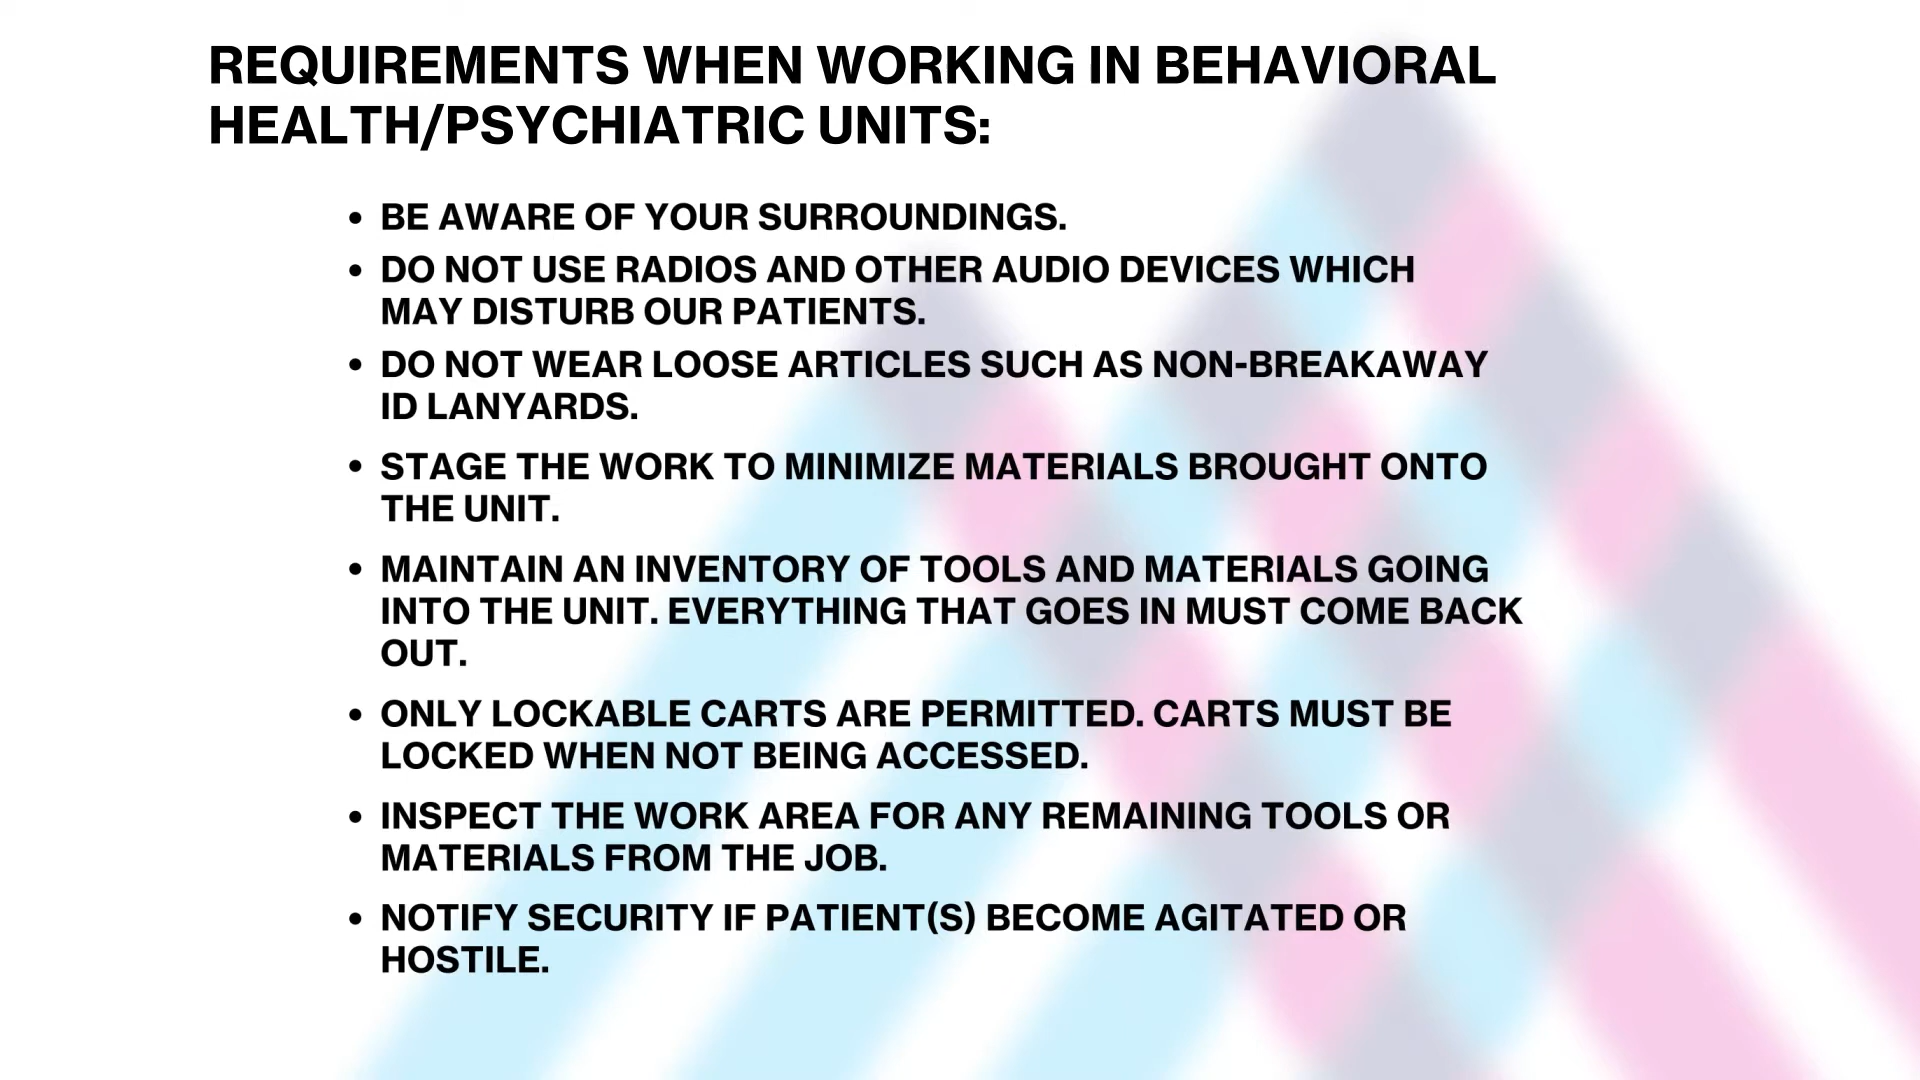 REQUIREMENTS WHEN WORKING IN BEHAVIORAL
HEALTH/PSYCHIATRIC UNITS:
• BE AWARE OF YOUR SURROUNDINGS.
• DO NOT USE RADIOS AND OTHER AUDIO DEVICES WHICH
MAY DISTURB OUR PATIENTS.
• DO NOT WEAR LOOSE ARTICLES SUCH AS NON-BREAKAWAY
ID LANYARDS.
• STAGE THE WORK TO MINIMIZE MATERIALS BROUGHT ONTO
THE UNIT.
• MAINTAIN AN INVENTORY OF TOOLS AND MATERIALS GOING
INTO THE UNIT. EVERYTHING THAT GOES IN MUST COME BACK
OUT.
• ONLY LOCKABLE CARTS ARE PERMITTED. CARTS MUST BE
LOCKED WHEN NOT BEING ACCESSED.
• INSPECT THE WORK AREA FOR ANY REMAINING TOOLS OR
MATERIALS FROM THE JOB.
• NOTIFY SECURITY IF PATIENT(S) BECOME AGITATED OR
HOSTILE.